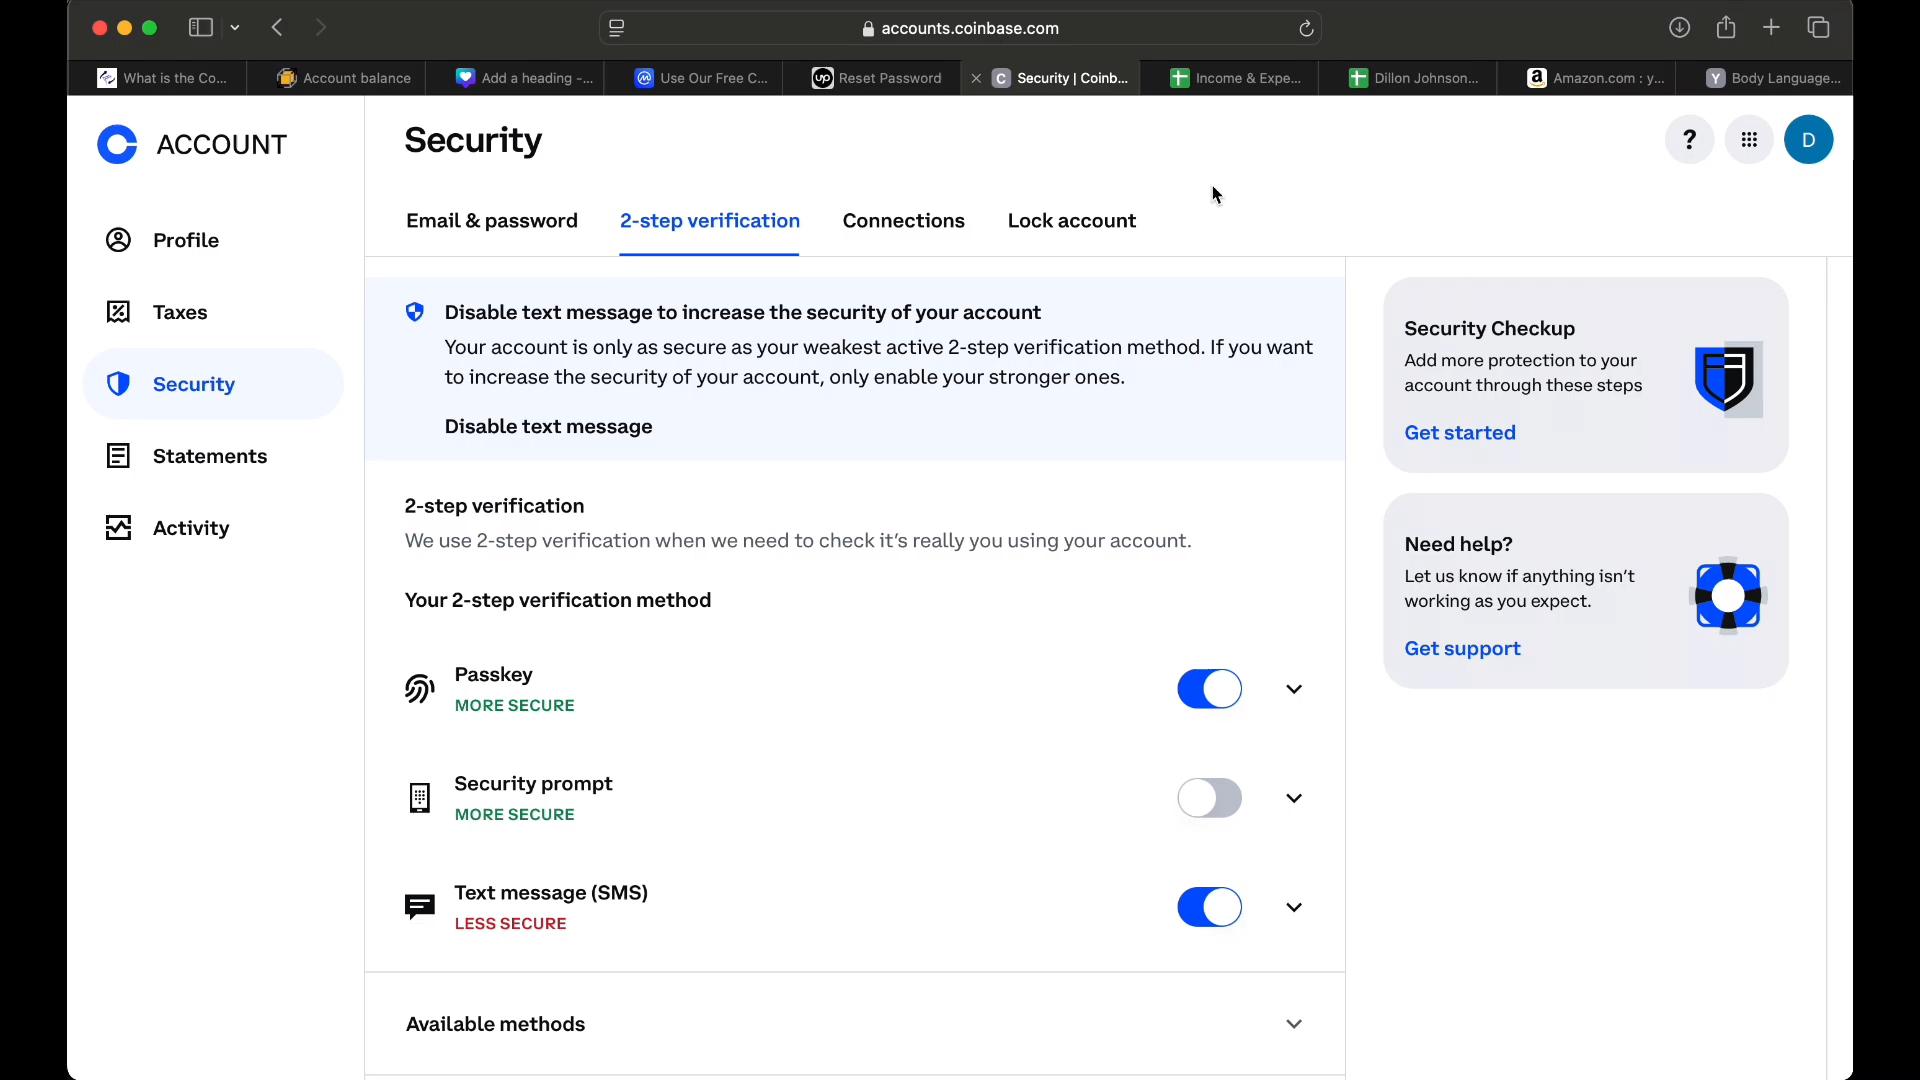 accounts.coinbase.com
What is the Co...
Account balance
Add a heading -...
Use Our Free C...
up
Reset Password
C
Security | Coinb...
Income & Expe...
Dillon Johnson...
a
Amazon.com : y...
Y
Body Language...
ACCOUNT
Profile
Taxes
Security
Statements
Activity
Security
?
D
Email & password
2-step verification
Connections
Lock account
Disable text message to increase the security of your account
Your account is only as secure as your weakest active 2-step verification method. If you want
to increase the security of your account, only enable your stronger ones.
Disable text message
2-step verification
We use 2-step verification when we need to check it's really you using your account.
Your 2-step verification method
Passkey
MORE SECURE
Security prompt
MORE SECURE
Text message (SMS)
LESS SECURE
Available methods
Security Checkup
Add more protection to your
account through these steps
Get started
Need help?
Let us know if anything isn't
working as you expect.
Get support